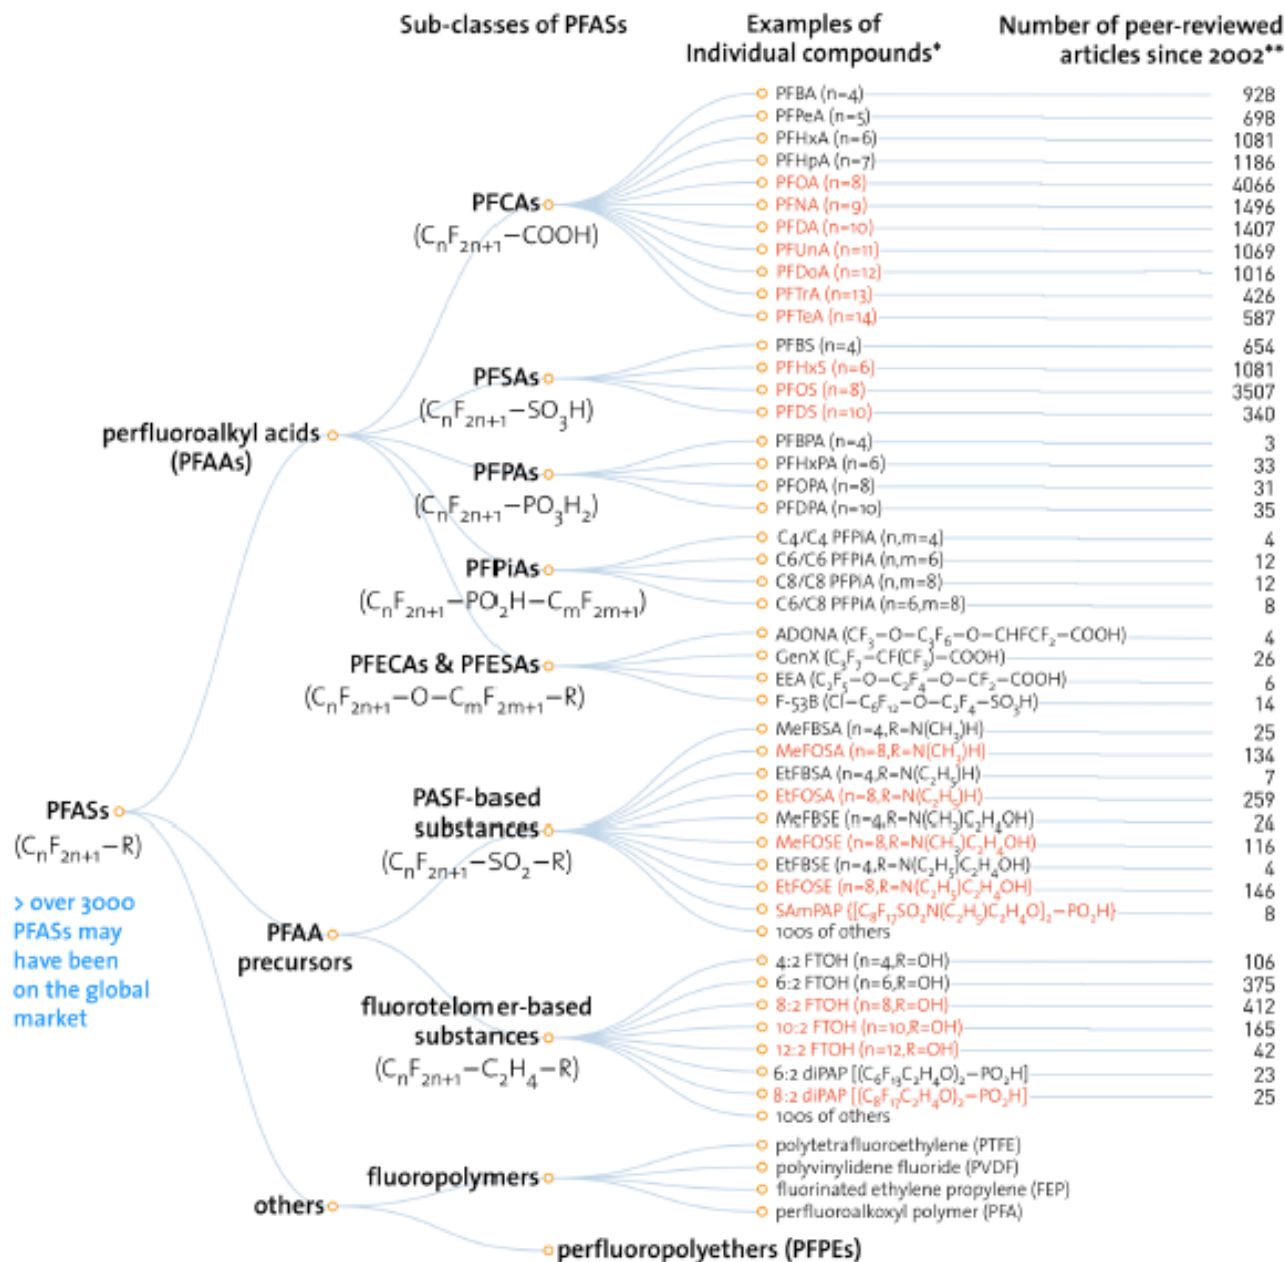 Sub-classes of PFASs
Examples of
Individual compounds*
Number of peer-reviewed
articles since 2002**
PFBA (n=4) 928
PFPeA (n=5) 698
PFHxA (n=6) 1081
PFHpA (n=7) 1186
PFOA (n=8) 4066
PFNA (n=9) 1496
PFDA (n=10) 1407
PFUnA (n=11) 1069
PFDoA (n=12) 1016
PFTrA (n=13) 426
PFTeA (n=14) 587
PFCAs
(CnF2n+1–COOH)
PFBS (n=4) 654
PFHxS (n=6) 1081
PFOS (n=8) 3507
PFDS (n=10) 340
PFSAs
(CnF2n+1–SO3H)
perfluoroalkyl acids
(PFAAs)
PFBPA (n=4) 3
PFHxPA (n=6) 33
PFOPA (n=8) 31
PFDPA (n=10) 35
PFPAs
(CnF2n+1–PO3H2)
C4/C4 PFPiA (n,m=4) 4
C6/C6 PFPiA (n,m=6) 12
C8/C8 PFPiA (n,m=8) 12
C6/C8 PFPiA (n=6,m=8) 8
PFPiAs
(CnF2n+1–PO2H–CmF2m+1)
ADONA (CF3–O–C3F6–O–CHFCF2–COOH) 4
GenX (C3F7–CF(CF3)–COOH) 26
EEA (C2F5–O–C2F4–O–CF2–COOH) 6
F-53B (Cl–C6F12–O–C2F4–SO3H) 14
PFECAs & PFESAs
(CnF2n+1–O–CmF2m+1–R)
MeFBSA (n=4,R=N(CH3)H) 25
MeFOSA (n=8,R=N(CH3)H) 134
EtFBSA (n=4,R=N(C2H5)H) 7
EtFOSA (n=8,R=N(C2H5)H) 259
MeFBSE (n=4,R=N(CH3)C2H4OH) 24
MeFOSE (n=8,R=N(CH3)C2H4OH) 116
EtFBSE (n=4,R=N(C2H5)C2H4OH) 4
EtFOSE (n=8,R=N(C2H5)C2H4OH) 146
SAmPAP {[C8F17SO2N(C2H5)C2H4O]2–PO2H} 8
100s of others
PASF-based
substances
(CnF2n+1–SO2–R)
PFASs
(CnF2n+1–R)
> over 3000
PFASs may
have been
on the global
market
PFAA
precursors
4:2 FTOH (n=4,R=OH) 106
6:2 FTOH (n=6,R=OH) 375
8:2 FTOH (n=8,R=OH) 412
10:2 FTOH (n=10,R=OH) 165
12:2 FTOH (n=12,R=OH) 42
6:2 diPAP [(C6F13C2H4O)2–PO2H] 23
8:2 diPAP [(C8F17C2H4O)2–PO2H] 25
100s of others
fluorotelomer-based
substances
(CnF2n+1–C2H4–R)
polytetrafluoroethylene (PTFE)
polyvinylidene fluoride (PVDF)
fluorinated ethylene propylene (FEP)
perfluoroalkoxyl polymer (PFA)
fluoropolymers
others
perfluoropolyethers (PFPEs)